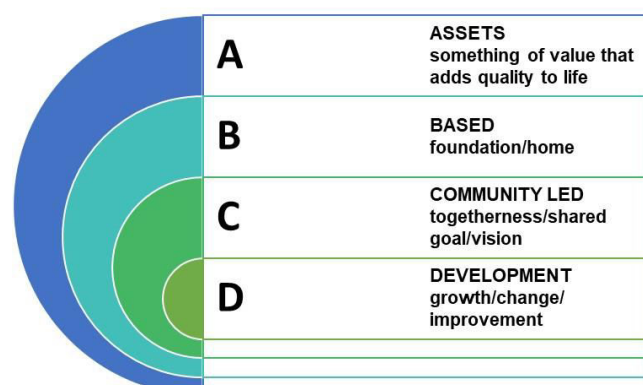 A
ASSETS
something of value that
adds quality to life
B
BASED
foundation/home
C
COMMUNITY LED
togetherness/shared
goal/vision
D
DEVELOPMENT
growth/change/
improvement